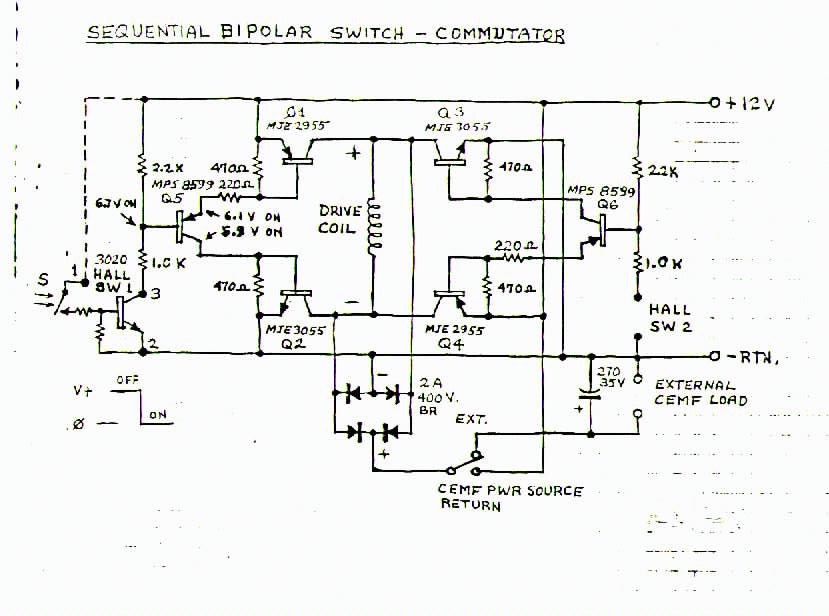 SEQUENTIAL BIPOLAR SWITCH – COMMUTATOR
+12V
Q1
MJE 2955
Q3
MJE 3055
2.2K
470Ω
220Ω
470Ω
2.2K
MPS 8599
Q5
MPS 8599
Q6
6.7V ON
6.1 V ON
5.9 V ON
DRIVE
COIL
+
–
220Ω
1.0K
1.0K
3020
HALL
SW 1
S
1
3
2
470Ω
470Ω
MJE3055
Q2
MJE 2955
Q4
HALL
SW 2
–RTN.
V+
OFF
ON
Ø
–
2A
400V.
BR
+
270
35V
+
EXTERNAL
CEMF LOAD
EXT.
CEMF PWR SOURCE
RETURN